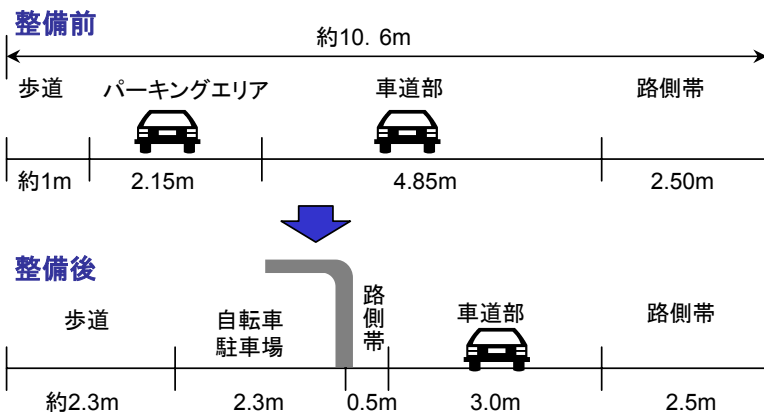 整備前
約10. 6m
歩道 パーキングエリア 車道部 路側帯
約1m 2.15m 4.85m 2.50m
整備後
歩道 自転車駐車場 路側帯 車道部 路側帯
約2.3m 2.3m 0.5m 3.0m 2.5m